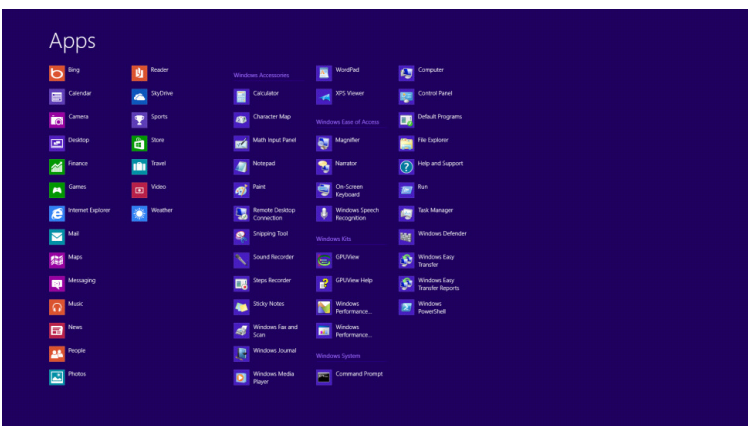 Apps
Bing
Calendar
Camera
Desktop
Finance
Games
Internet Explorer
Mail
Maps
Messaging
Music
News
People
Photos
Reader
SkyDrive
Sports
Store
Travel
Video
Weather
Windows Accessories
Calculator
Character Map
Math Input Panel
Notepad
Paint
Remote Desktop
Connection
Snipping Tool
Sound Recorder
Steps Recorder
Sticky Notes
Windows Fax and
Scan
Windows Journal
Windows Media
Player
WordPad
XPS Viewer
Windows Ease of Access
Magnifier
Narrator
On-Screen
Keyboard
Windows Speech
Recognition
Windows Kits
GPUView
GPUView Help
Windows
Performance...
Windows
Performance...
Windows System
Command Prompt
Computer
Control Panel
Default Programs
File Explorer
Help and Support
Run
Task Manager
Windows Defender
Windows Easy
Transfer
Windows Easy
Transfer Reports
Windows
PowerShell